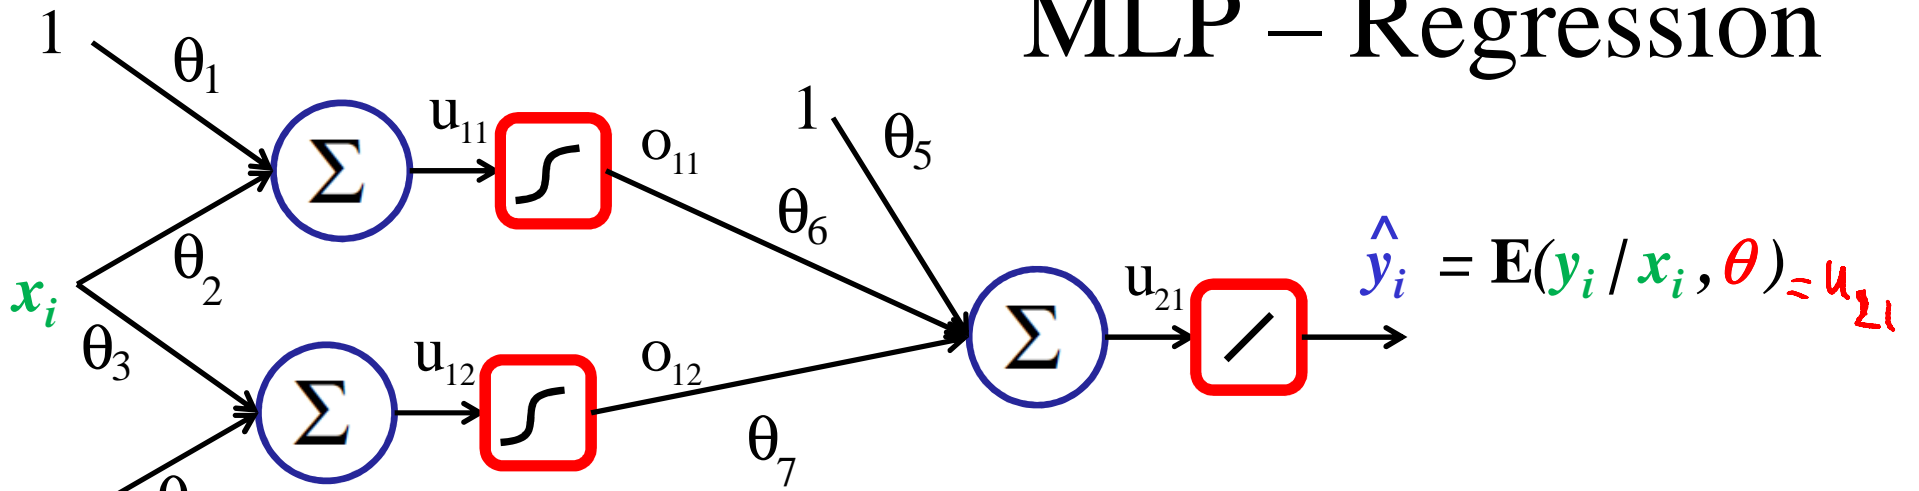 MLP – Regression
1
θ1
u11
o11
1
θ5
Σ
θ6
θ2
xi
u21
ŷi = E(yi / xi , θ) = u21
θ3
u12
o12
Σ
Σ
θ7
θ